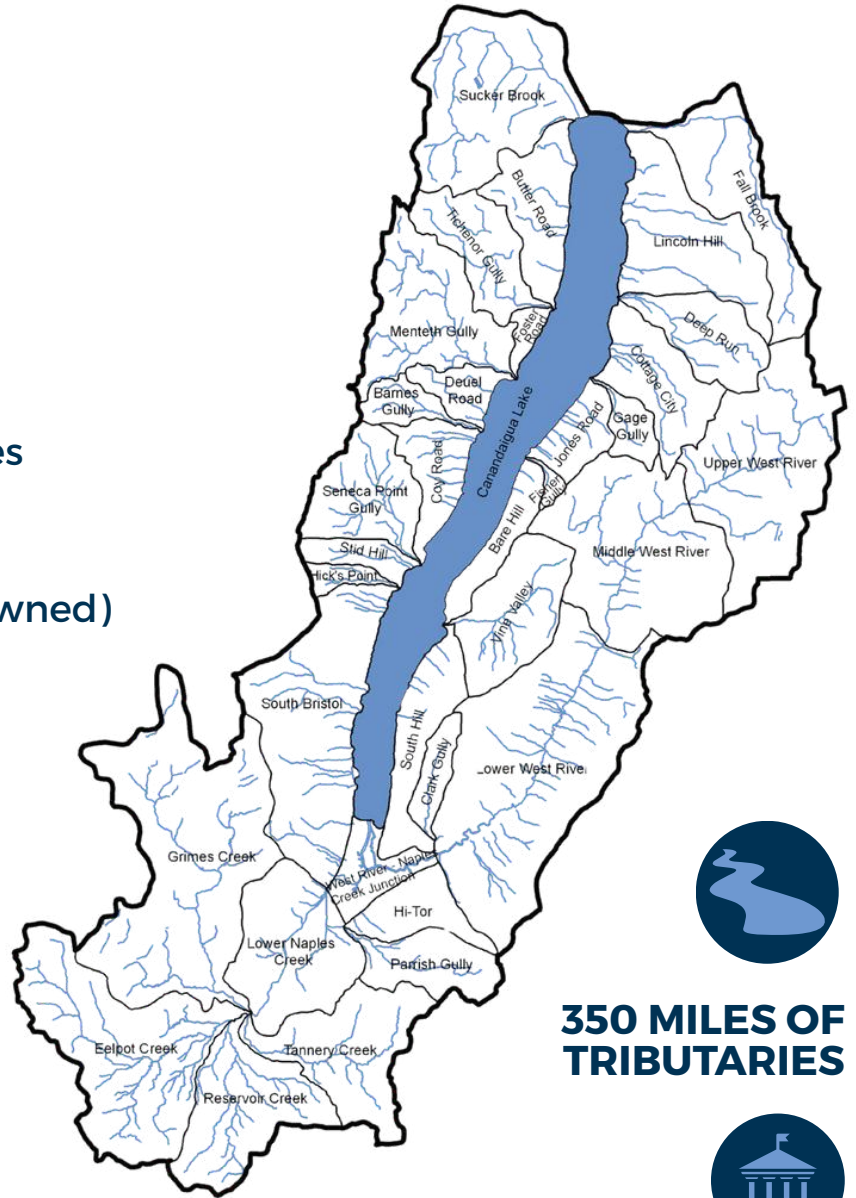 Sucker Brook
Fall Brook
Butler Road
Tichenor Gully
Lincoln Hill
Foster
Road
Menteth Gully
Deep Run
Cottage City
Deuel
Road
Barnes
Gully
Canandaigua Lake
Jones Road
Gage
Gully
es
Coy Road
Upper West River
Seneca Point
Gully
Fisher
Gully
Bare Hill
Stid Hill
Middle West River
Hick's Point
wned)
Vine Valley
South Bristol
South Hill
Clark Gully
Lower West River
Grimes Creek
West River - Naples
Creek Junction
Hi-Tor
Lower Naples
Creek
Parrish Gully
350 MILES OF
TRIBUTARIES
Eelpot Creek
Tannery Creek
Reservoir Creek